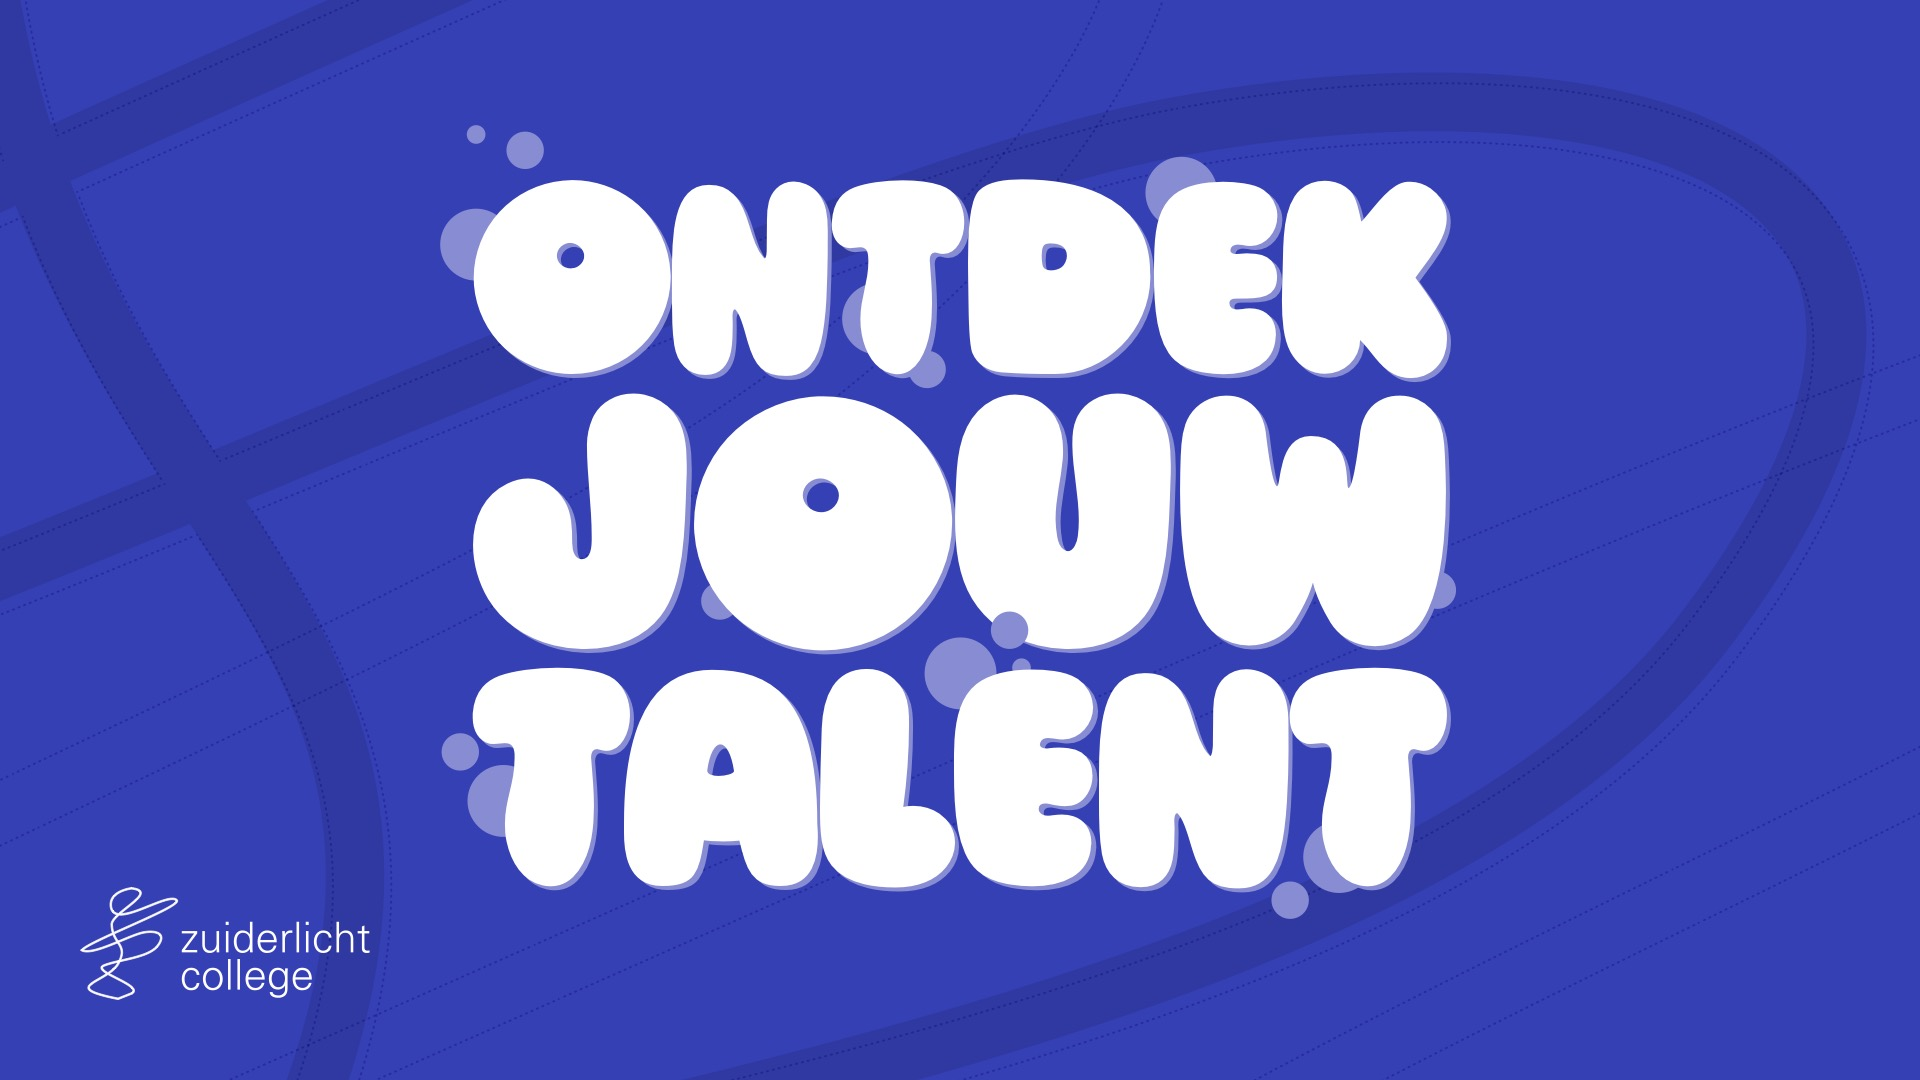 ONTDEK
JOUW
TALENT
zuiderlicht
college